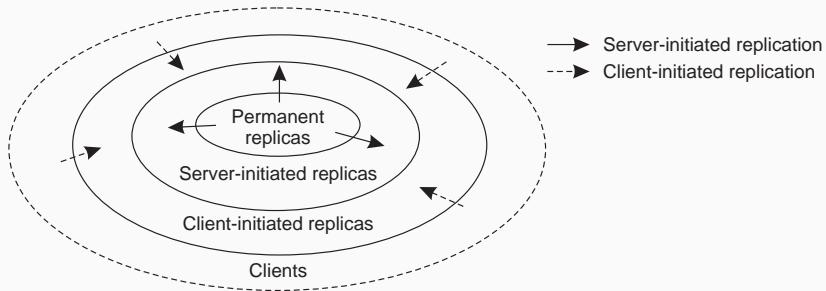 Server-initiated replication
Client-initiated replication
Permanent
replicas
Server-initiated replicas
Client-initiated replicas
Clients